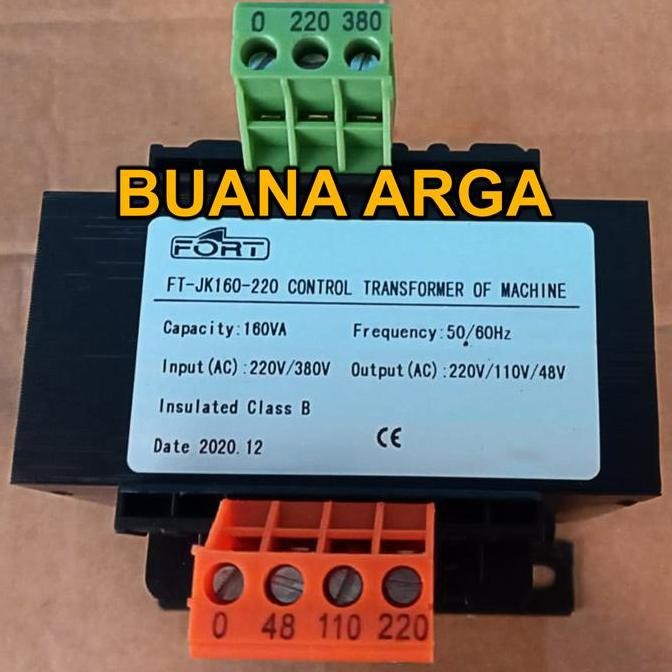 0 220 380
BUANA ARGA
FORT
FT-JK160-220 CONTROL TRANSFORMER OF MACHINE
Capacity:160VA Frequency:50/60Hz
Input(AC):220V/380V Output(AC):220V/110V/48V
Insulated Class B
Date 2020.12 CE
0 48 110 220